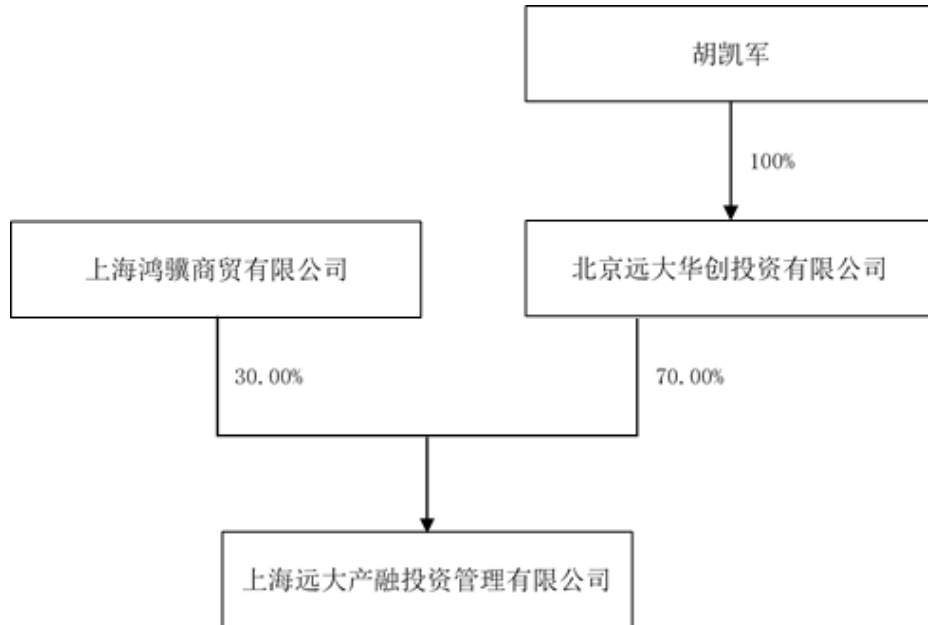 胡凯军
100%
上海鸿骥商贸有限公司
北京远大华创投资有限公司
30.00%
70.00%
上海远大产融投资管理有限公司